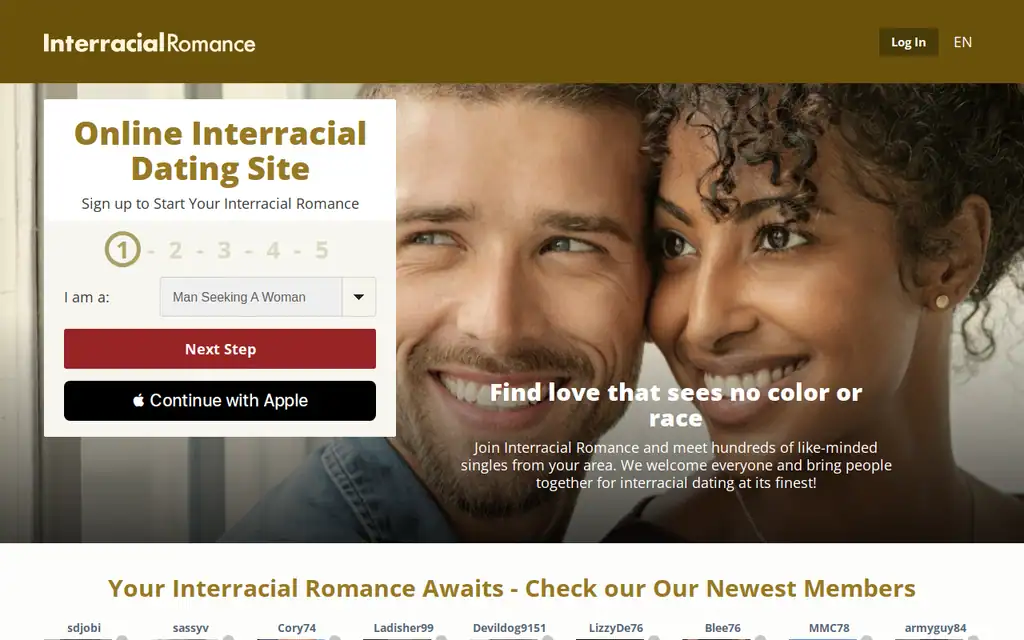 InterracialRomance
Log In
EN
Online Interracial
Dating Site
Sign up to Start Your Interracial Romance
1 - 2 - 3 - 4 - 5
I am a:
Man Seeking A Woman
Next Step
Continue with Apple
Find love that sees no color or
race
Join Interracial Romance and meet hundreds of like-minded
singles from your area. We welcome everyone and bring people
together for interracial dating at its finest!
Your Interracial Romance Awaits - Check our Our Newest Members
sdjobi
sassyv
Cory74
Ladisher99
Devildog9151
LizzyDe76
Blee76
MMC78
armyguy84